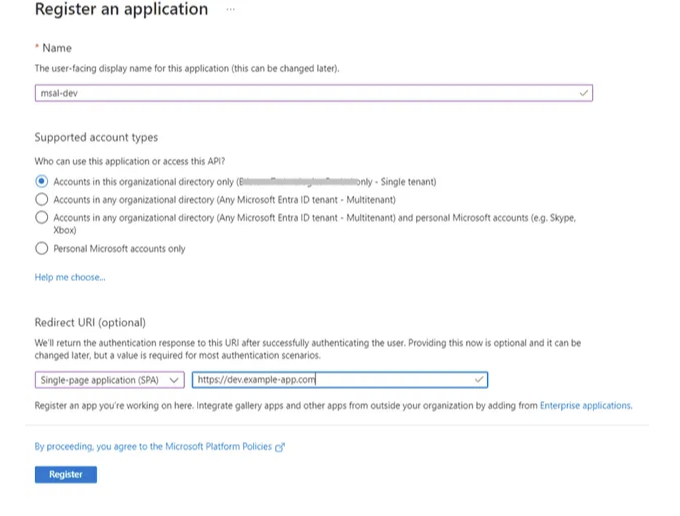 Register an application ...
* Name
The user-facing display name for this application (this can be changed later).
msal-dev
Supported account types
Who can use this application or access this API?
Accounts in this organizational directory only ( only - Single tenant)
Accounts in any organizational directory (Any Microsoft Entra ID tenant - Multitenant)
Accounts in any organizational directory (Any Microsoft Entra ID tenant - Multitenant) and personal Microsoft accounts (e.g. Skype,
Xbox)
Personal Microsoft accounts only
Help me choose...
Redirect URI (optional)
We'll return the authentication response to this URI after successfully authenticating the user. Providing this now is optional and it can be
changed later, but a value is required for most authentication scenarios.
Single-page application (SPA) https://dev.example-app.com
Register an app you're working on here. Integrate gallery apps and other apps from outside your organization by adding from Enterprise applications.
By proceeding, you agree to the Microsoft Platform Policies
Register